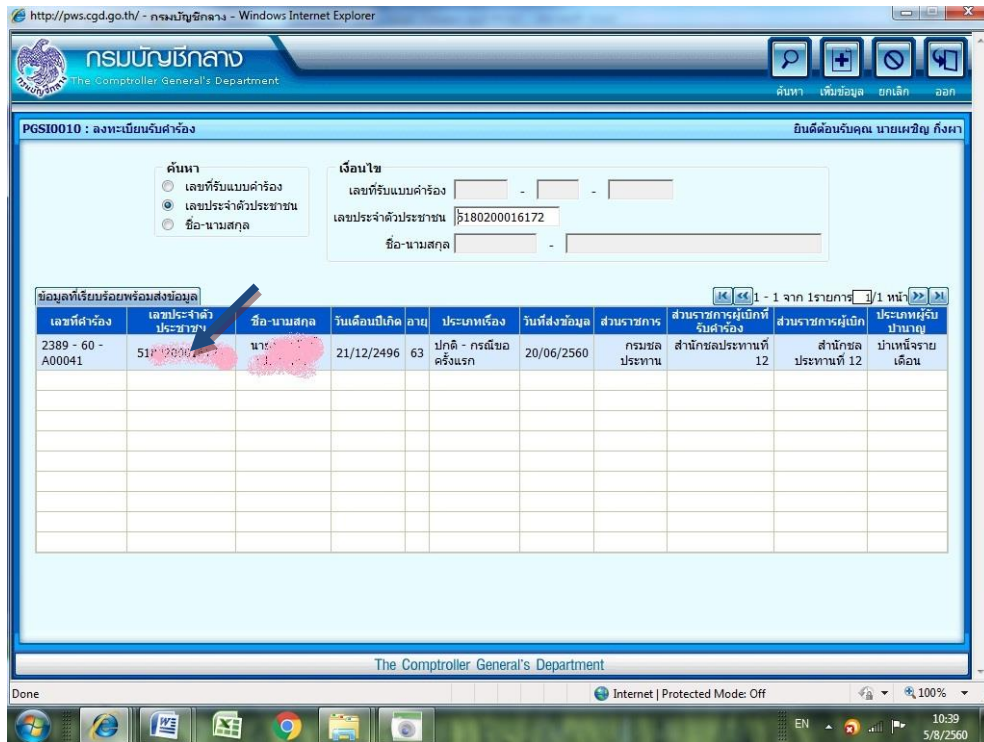 http://pws.cgd.go.th/ - กรมบัญชีกลาง - Windows Internet Explorer
กรมบัญชีกลาง
The Comptroller General's Department
ค้นหา เพิ่มข้อมูล ยกเลิก ออก
PGSI0010 : ลงทะเบียนรับคำร้อง ยินดีต้อนรับคุณ นายเผชิญ กิ่งผา
ค้นหา เงื่อนไข
เลขที่รับแบบคำร้อง เลขที่รับแบบคำร้อง - -
เลขประจำตัวประชาชน เลขประจำตัวประชาชน 5180200016172
ชื่อ-นามสกุล ชื่อ-นามสกุล -
ข้อมูลที่เรียบร้อยพร้อมส่งข้อมูล 1 - 1 จาก 1รายการ 1/1 หน้า
เลขที่คำร้อง เลขประจำตัวประชาชน ชื่อ-นามสกุล วันเดือนปีเกิด อายุ ประเภทเรื่อง วันที่ส่งข้อมูล ส่วนราชการ ส่วนราชการผู้เบิกที่รับคำร้อง ส่วนราชการผู้เบิก ประเภทผู้รับบำนาญ
2389 - 60 - A00041 21/12/2496 63 ปกติ - กรณีขอครั้งแรก 20/06/2560 กรมชลประทาน สำนักชลประทานที่ 12 สำนักชลประทานที่ 12 บำเหน็จรายเดือน
The Comptroller General's Department
Done Internet | Protected Mode: Off 100%
EN 10:39
5/8/2560